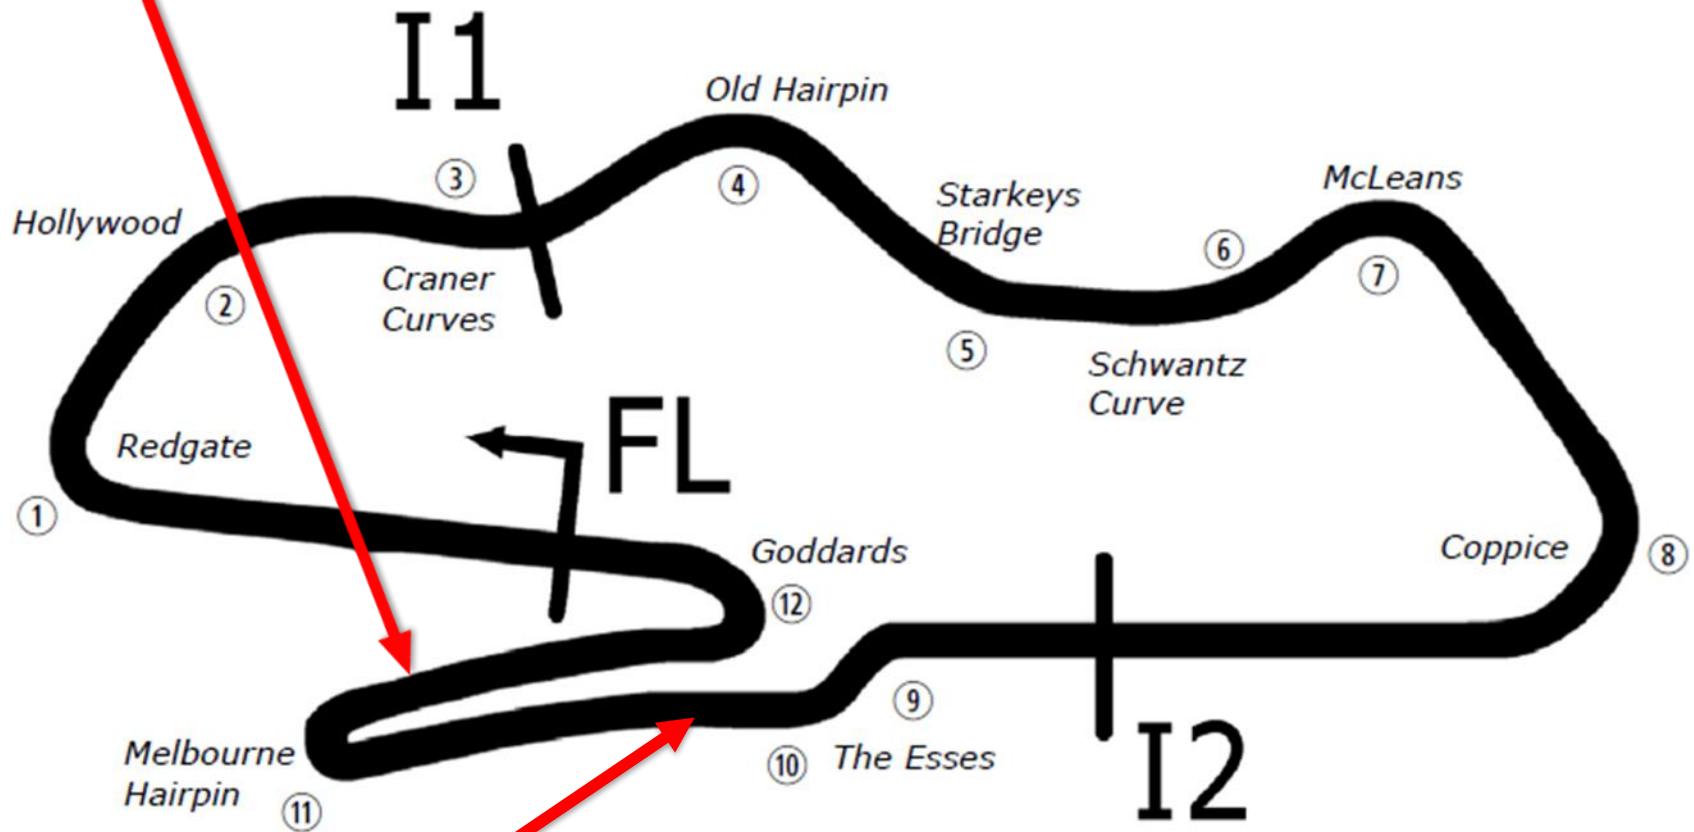 I1
Old Hairpin
3
4
McLeans
Starkeys
Bridge
Hollywood
6
7
Craner
Curves
2
5
Schwantz
Curve
FL
Redgate
1
Goddards
Coppice
8
12
9
I2
Melbourne
Hairpin
10
The Esses
11